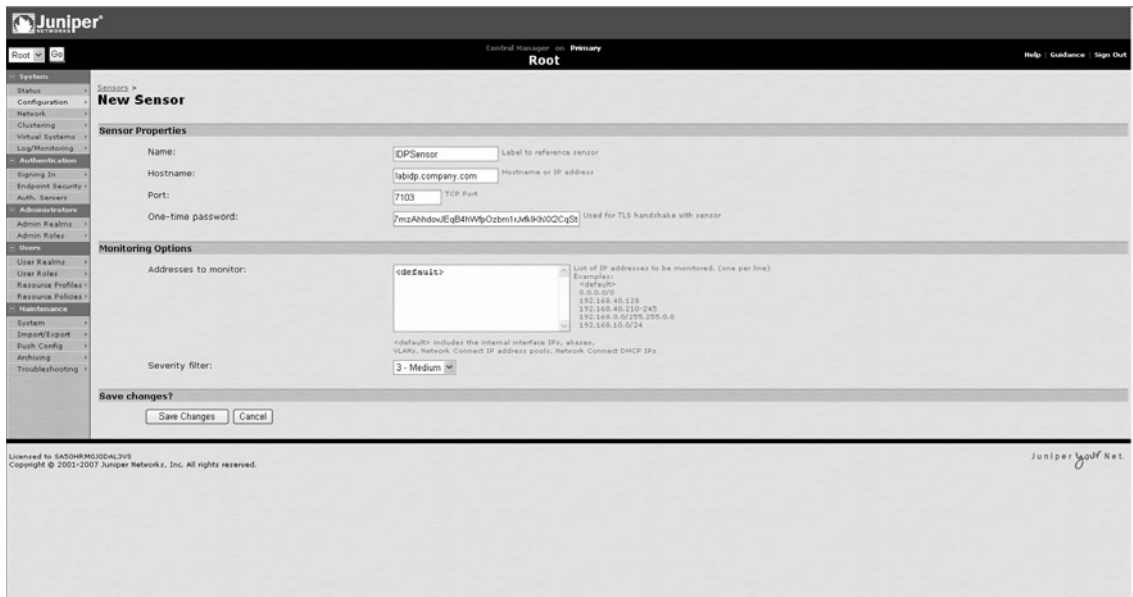 Juniper
NETWORKS
Root Go
Central Manager on Primary
Root
Help | Guidance | Sign Out
System
Status
Configuration
Network
Clustering
Virtual Systems
Log/Monitoring
Authentication
Signing In
Endpoint Security
Auth. Servers
Administrators
Admin Realms
Admin Roles
Users
User Realms
User Roles
Resource Profiles
Resource Policies
Maintenance
System
Import/Export
Push Config
Archiving
Troubleshooting
Sensors >
New Sensor
Sensor Properties
Name: IDPSensor Label to reference sensor
Hostname: labidp.company.com Hostname or IP address
Port: 7103 TCP Port
One-time password: Used for TLS handshake with sensor
Monitoring Options
Addresses to monitor: <default> List of IP addresses to be monitored. (one per line)
Examples:
<default>
0.0.0.0/0
192.168.40.128
192.168.40.210-245
192.168.0.0/255.255.0.0
192.168.10.0/24
<default> includes the internal interface IPs, aliases,
VLANs, Network Connect IP address pools, Network Connect DHCP IPs
Severity filter: 3 - Medium
Save changes?
Save Changes Cancel
Licensed to
Copyright © 2001-2007 Juniper Networks, Inc. All rights reserved.
Juniper your Net.